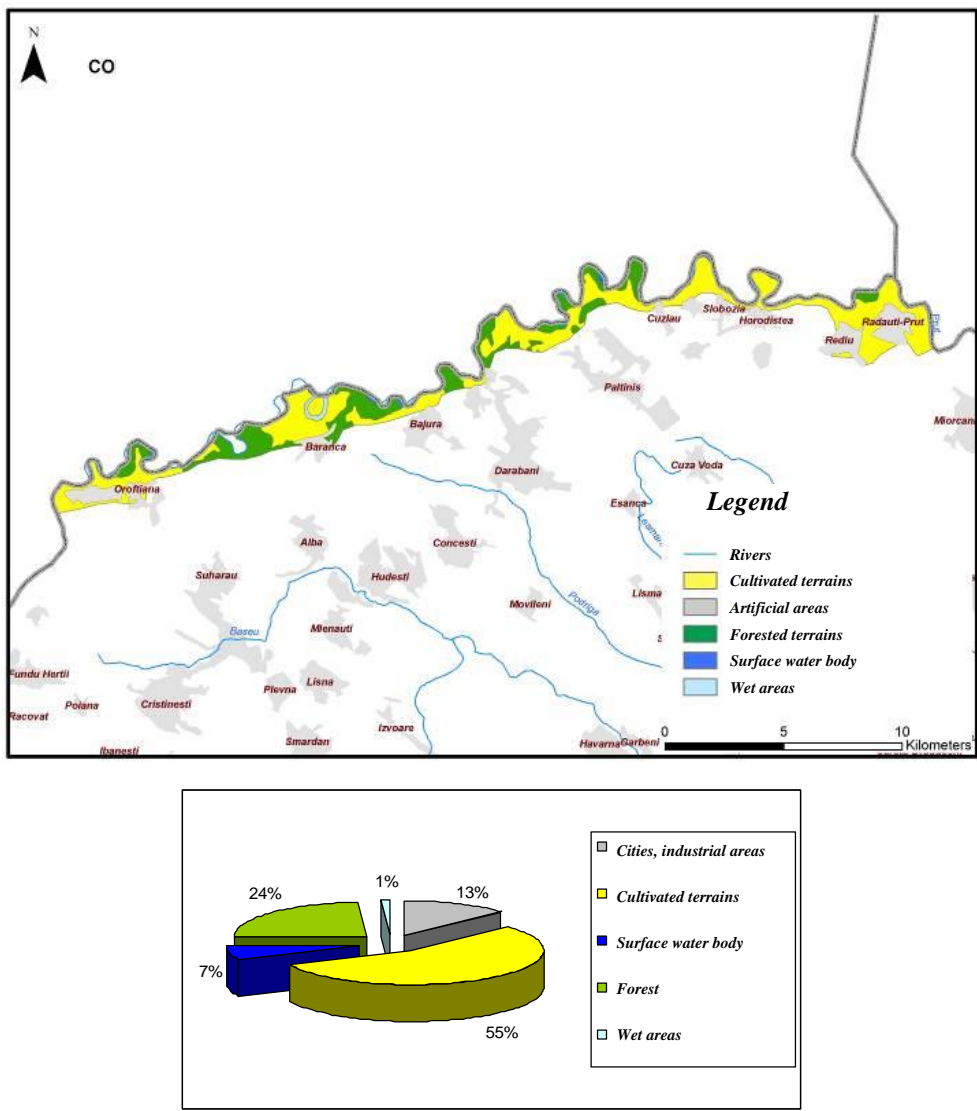 N
CO
Cuzlau
Slobozia
Horodistea
Radauti-Prut
Prut
Rediu
Paltinis
Miorcani
Bajura
Baranca
Darabani
Cuza Voda
Oroftiana
Esanca
Legend
Rivers
Cultivated terrains
Artificial areas
Forested terrains
Surface water body
Wet areas
Alba
Concesti
Suharau
Hudesti
Movileni
Lisma
Podriga
Baseu
Mlenauti
Fundu Hertii
Lisna
Plevna
Poiana
Cristinesti
Racovat
Izvoare
Smardan
Havarna
Garbeni
Ibanesti
0 5 10
Kilometers
24%
1%
13%
7%
55%
Cities, industrial areas
Cultivated terrains
Surface water body
Forest
Wet areas